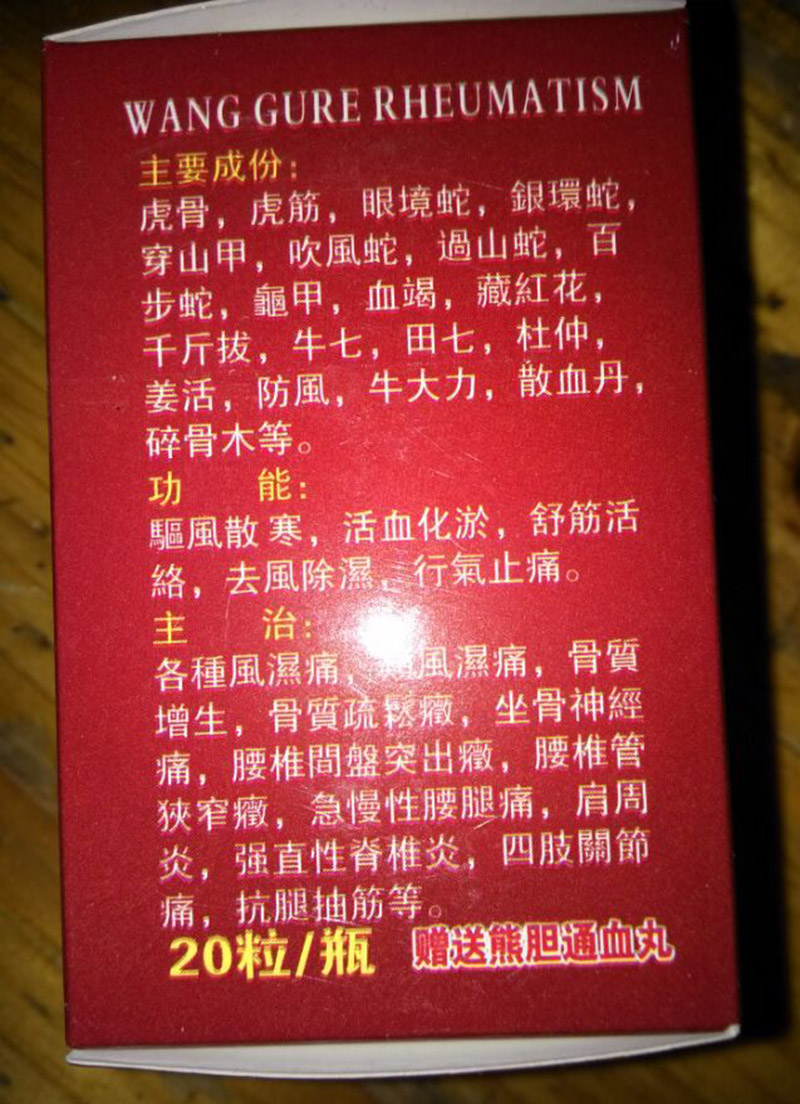 WANG GURE RHEUMATISM
主要成份:
虎骨，虎筋，眼境蛇，銀環蛇，
穿山甲，吹風蛇，過山蛇，百
步蛇，龜甲，血竭，藏紅花，
千斤拔，牛七，田七，杜仲，
姜活，防風，牛大力，散血丹，
碎骨木等。
功 能:
驅風散寒，活血化淤，舒筋活
絡，去風除濕，行氣止痛。
主 治:
各種風濕痛，風濕痛，骨質
增生，骨質疏鬆癥，坐骨神經
痛，腰椎間盤突出癥，腰椎管
狹窄癥，急慢性腰腿痛，肩周
炎，强直性脊椎炎，四肢關節
痛，抗腿抽筋等。
20粒/瓶 赠送熊胆通血丸